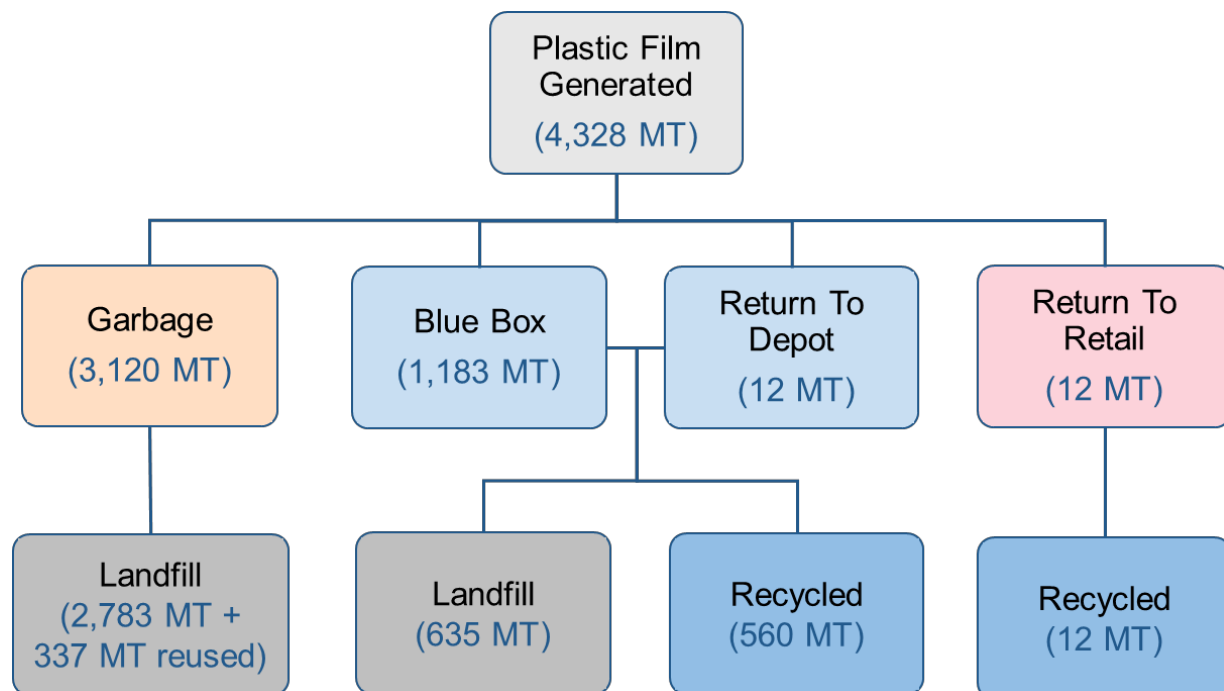 Plastic Film
Generated
(4,328 MT)
Garbage
(3,120 MT)
Blue Box
(1,183 MT)
Return To
Depot
(12 MT)
Return To
Retail
(12 MT)
Landfill
(2,783 MT +
337 MT reused)
Landfill
(635 MT)
Recycled
(560 MT)
Recycled
(12 MT)